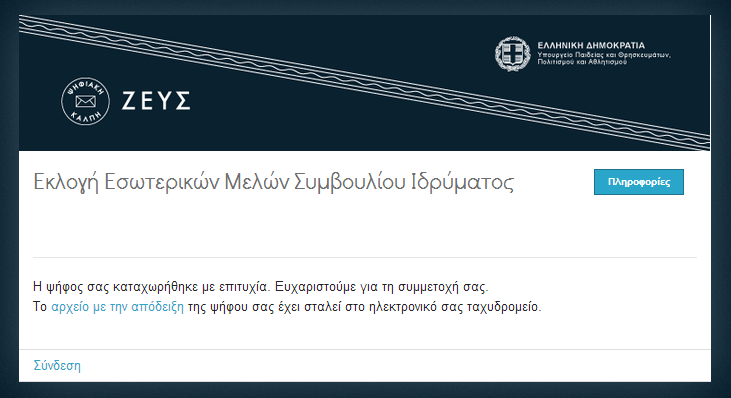 ΕΛΛΗΝΙΚΗ ΔΗΜΟΚΡΑΤΙΑ
Υπουργείο Παιδείας και Θρησκευμάτων,
Πολιτισμού και Αθλητισμού
ΨΗΦΙΑΚΗ
ΚΑΛΠΗ
ΖΕΥΣ
Εκλογή Εσωτερικών Μελών Συμβουλίου Ιδρύματος
Πληροφορίες
Η ψήφος σας καταχωρήθηκε με επιτυχία. Ευχαριστούμε για τη συμμετοχή σας.
Το αρχείο με την απόδειξη της ψήφου σας έχει σταλεί στο ηλεκτρονικό σας ταχυδρομείο.
Σύνδεση